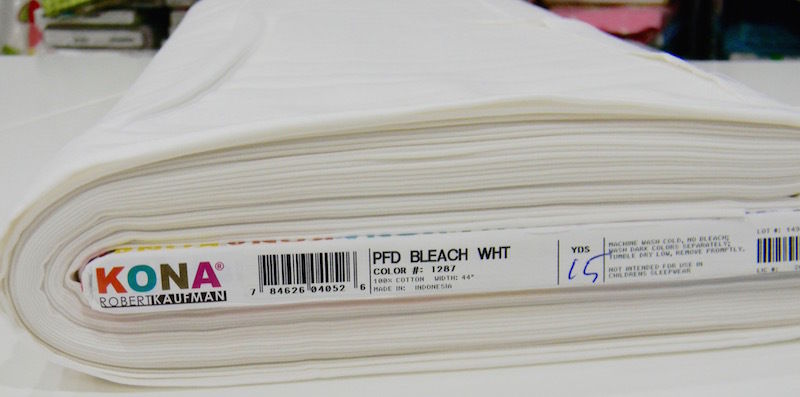 KONA®
ROBERT KAUFMAN
7 84626 04052 6
PFD BLEACH WHT
COLOR #: 1287
100% COTTON WIDTH: 44"
MADE IN: INDONESIA
YDS
15
MACHINE WASH COLD, NO BLEACH;
WASH DARK COLORS SEPARATELY;
TUMBLE DRY LOW, REMOVE PROMPTLY.
NOT INTENDED FOR USE IN
CHILDRENS SLEEPWEAR
LOT #:
LIC #: